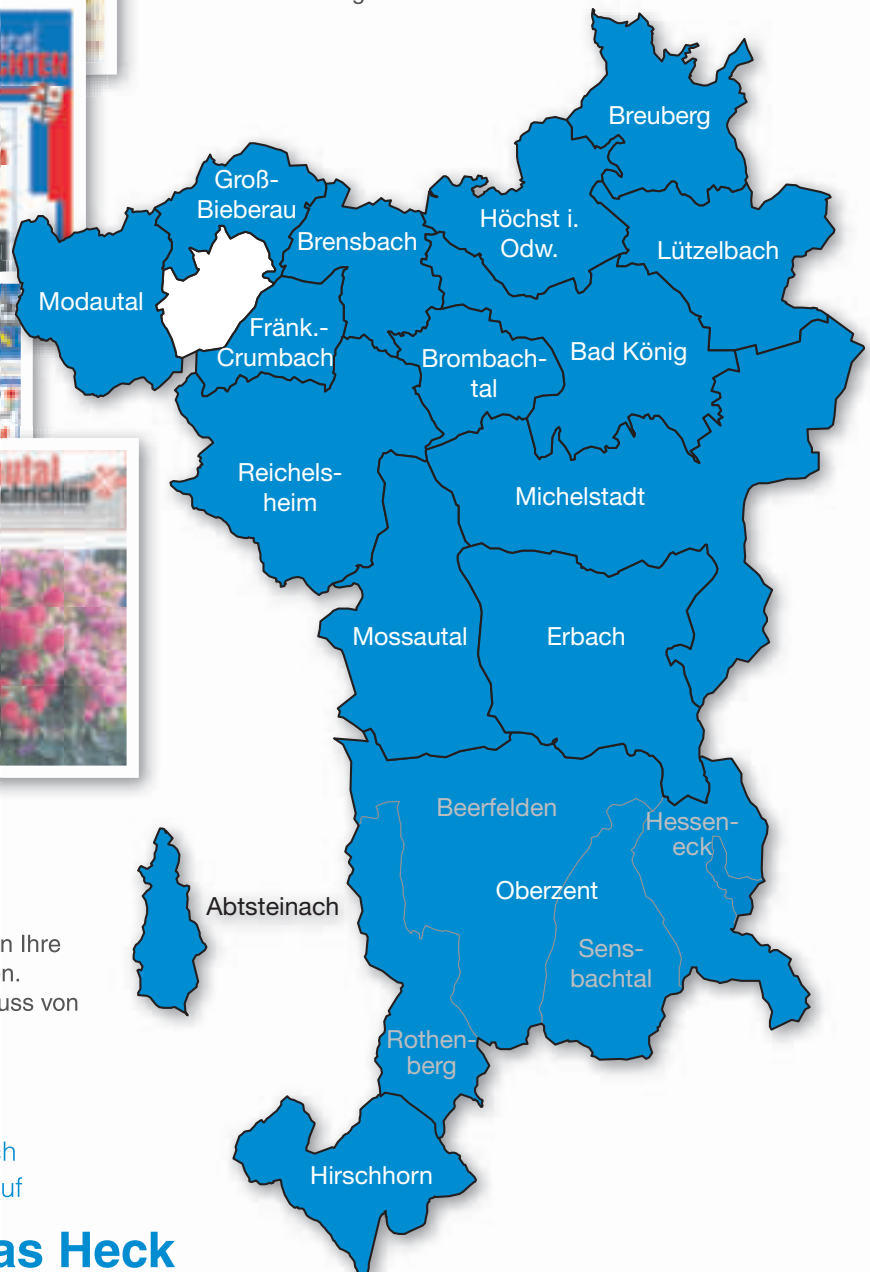 Breuberg
Groß-
Bieberau
Höchst i.
Odw.
Brensbach
Lützelbach
Modautal
Fränk.-
Crumbach
Brombach-
tal
Bad König
Reichels-
heim
Michelstadt
Mossautal
Erbach
Beerfelden
Hessen-
eck
Oberzent
Abtsteinach
Sens-
bachtal
n Ihre
n.
uss von
Rothen-
berg
ch
uf
Hirschhorn
as Heck